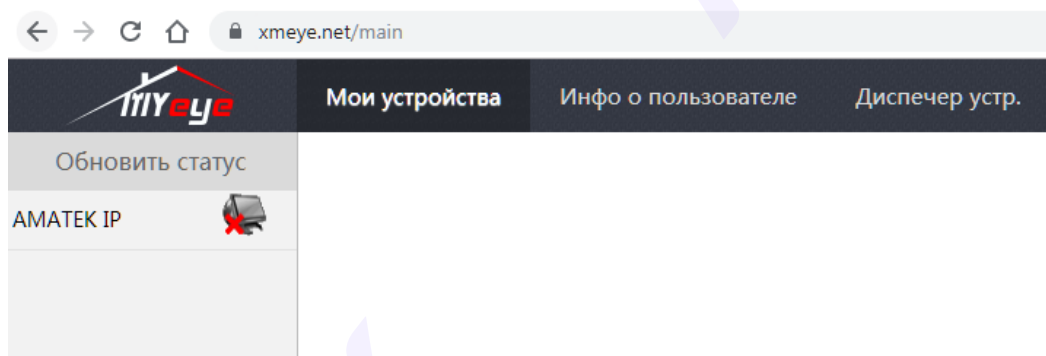 xmeye.net/main
mYeye Мои устройства Инфо о пользователе Диспечер устр.
Обновить статус
AMATEK IP